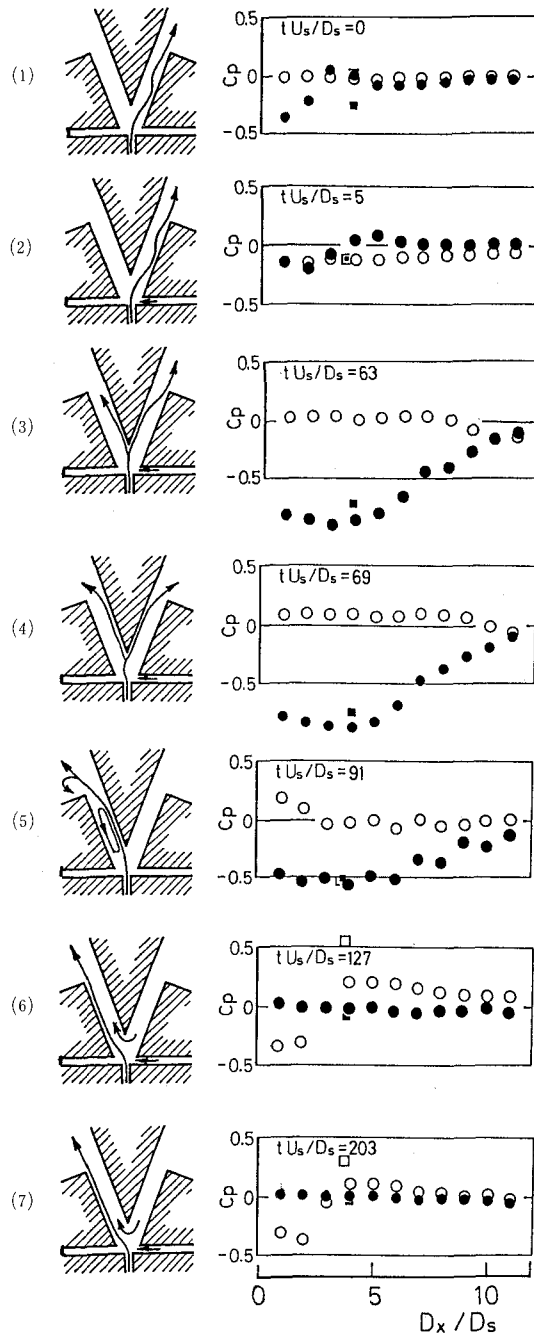 (1)
0.5
0
-0.5
Cp
tUs/Ds=0
(2)
0.5
0
-0.5
Cp
tUs/Ds=5
(3)
0.5
0
-0.5
Cp
tUs/Ds=63
(4)
0.5
0
-0.5
Cp
tUs/Ds=69
(5)
0.5
0
-0.5
Cp
tUs/Ds=91
(6)
0.5
0
-0.5
Cp
tUs/Ds=127
(7)
0.5
0
-0.5
Cp
tUs/Ds=203
0 5 10
Dx/Ds